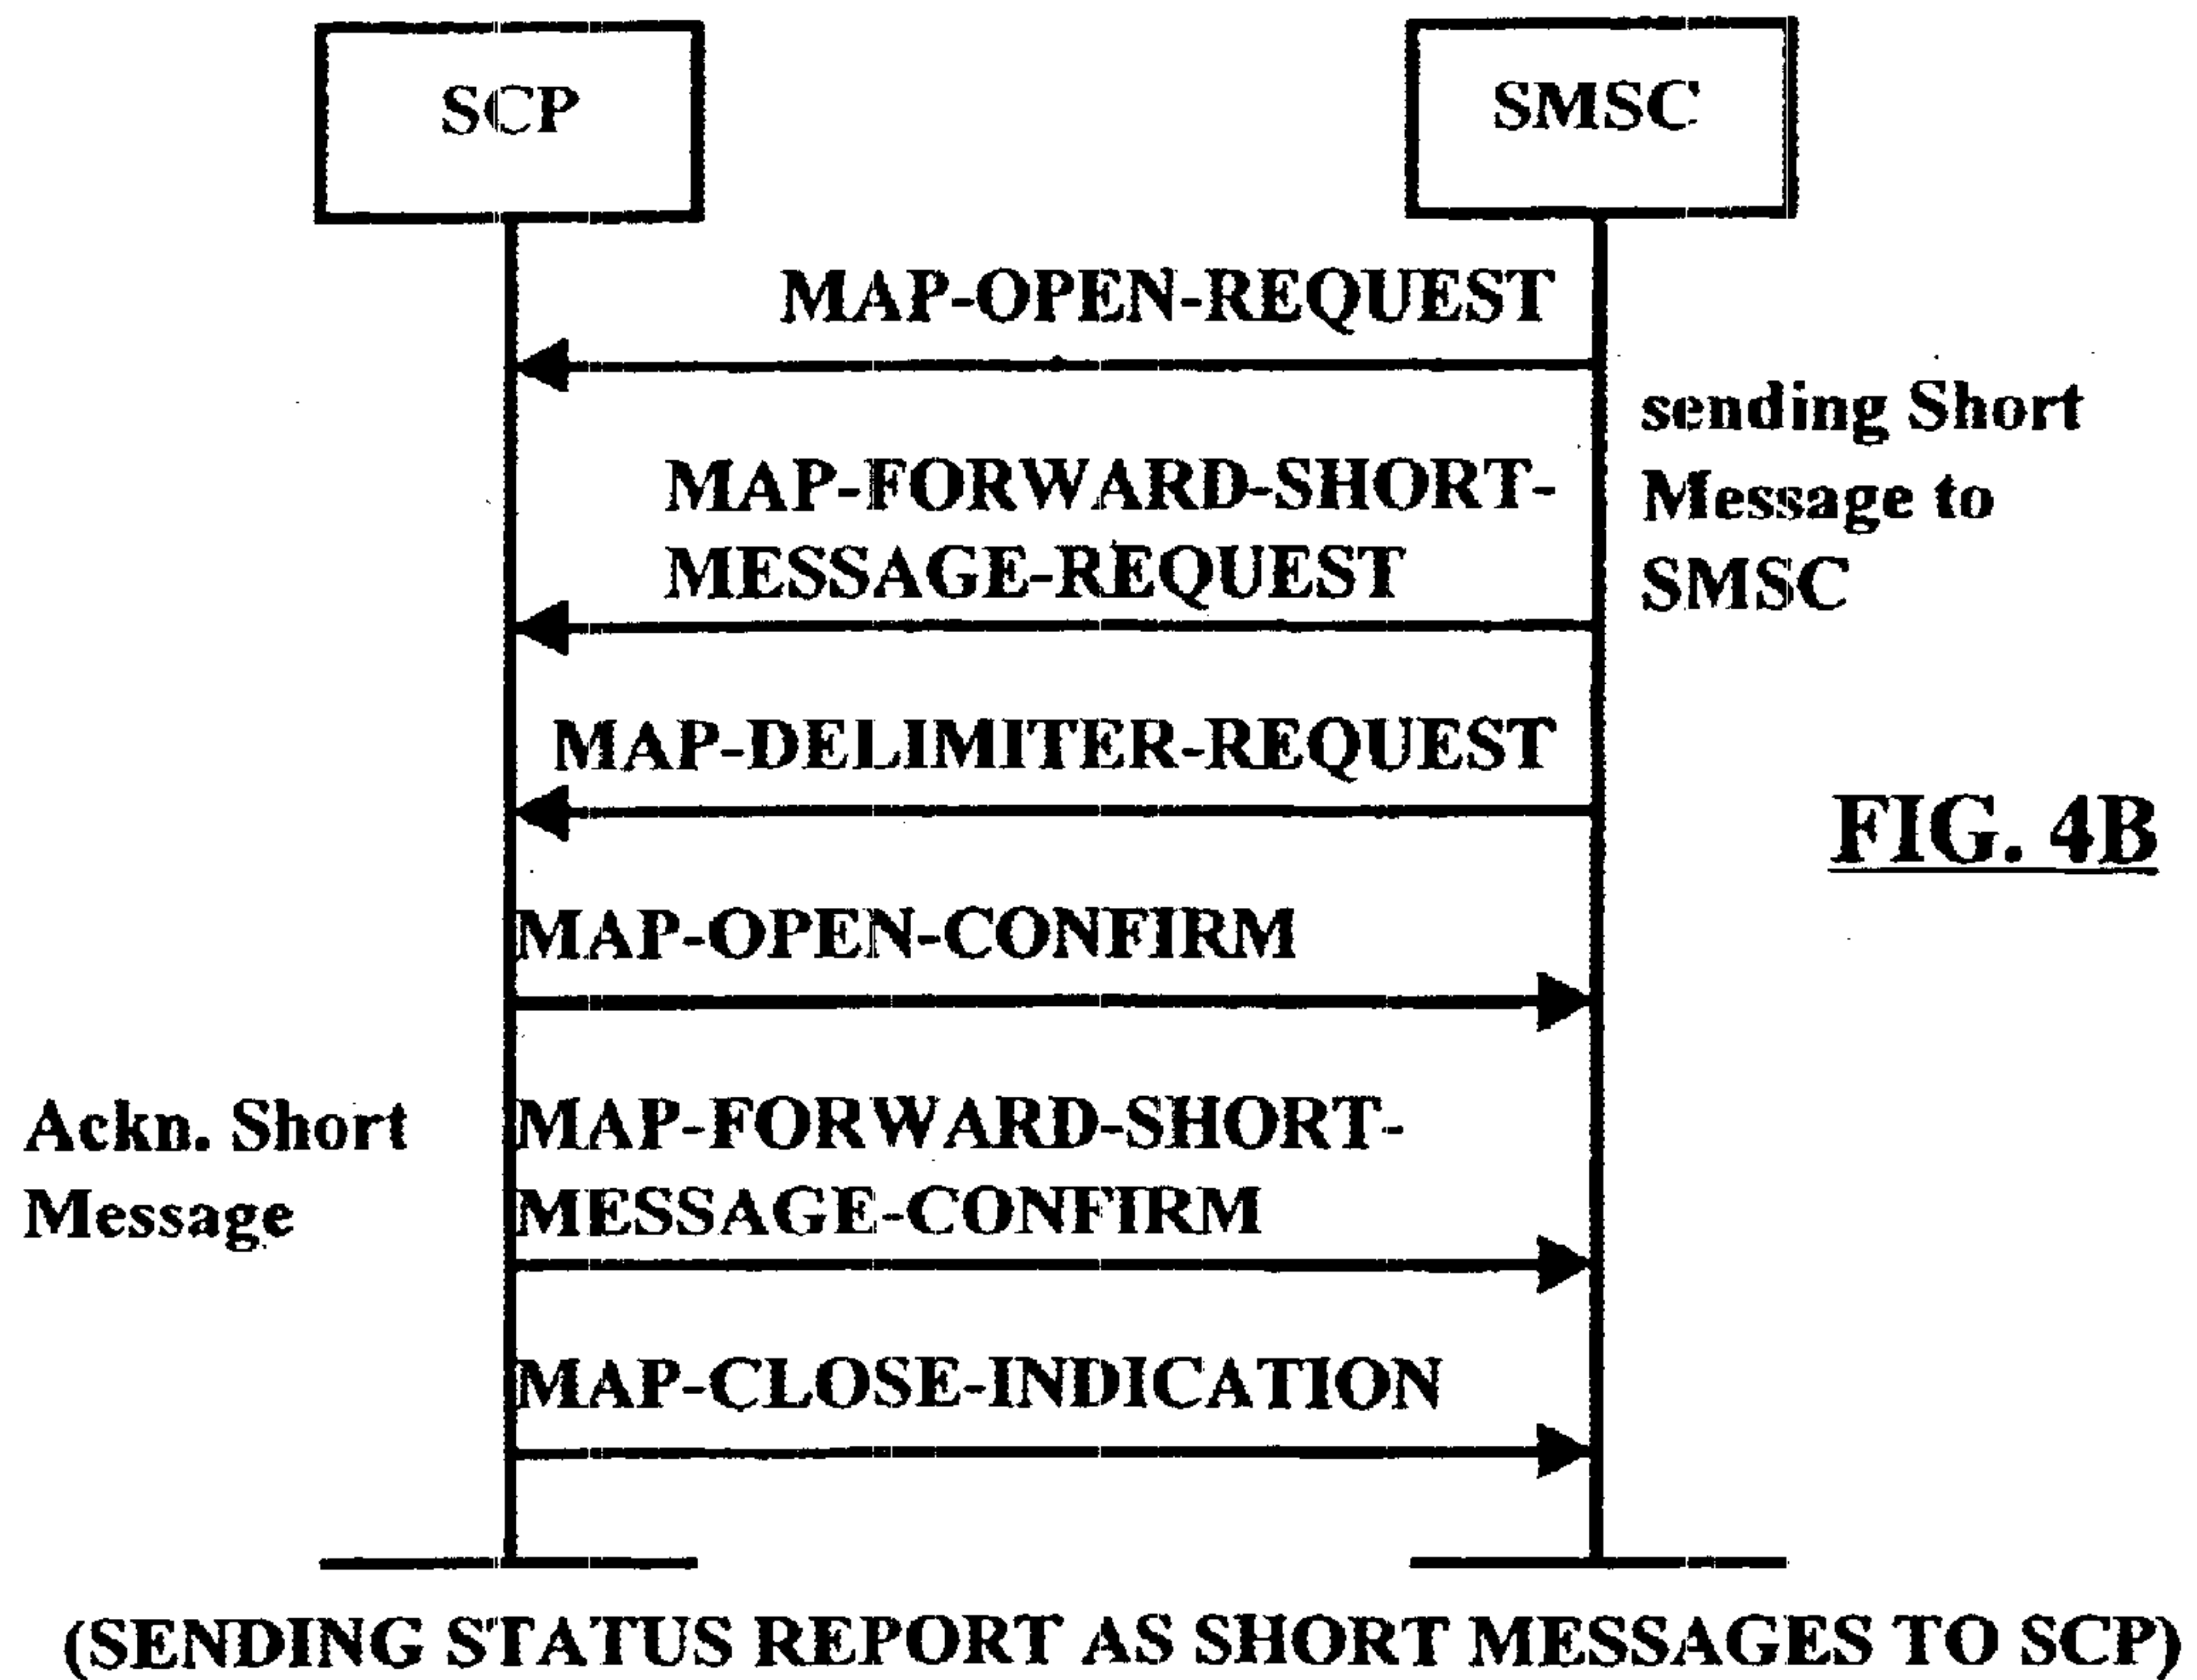 SCP
SMSC
MAP-OPEN-REQUEST
sending Short
Message to
SMSC
MAP-FORWARD-SHORT-
MESSAGE-REQUEST
MAP-DELIMITER-REQUEST
FIG. 4B
MAP-OPEN-CONFIRM
Ackn. Short
Message
MAP-FORWARD-SHORT-
MESSAGE-CONFIRM
MAP-CLOSE-INDICATION
(SENDING STATUS REPORT AS SHORT MESSAGES TO SCP)